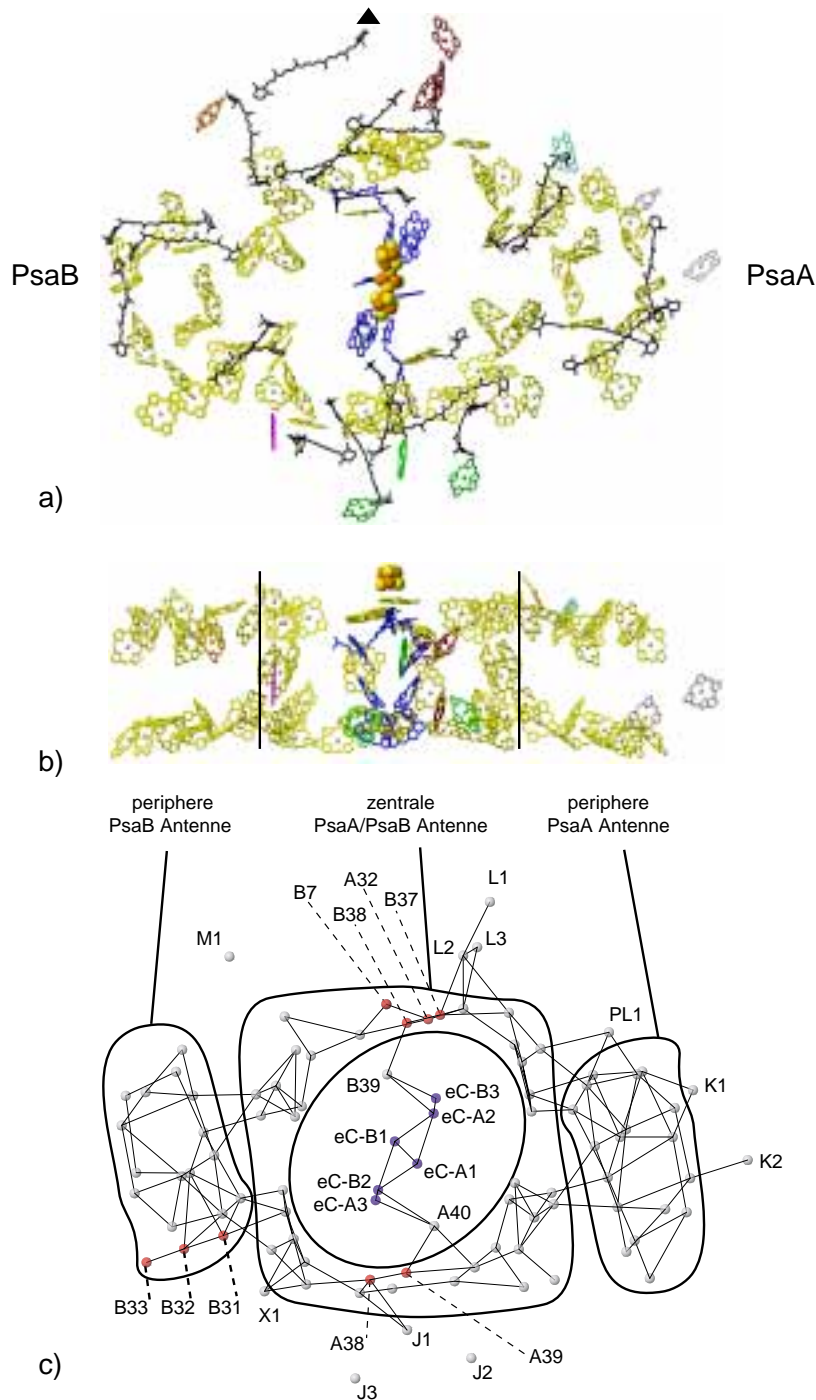 PsaB
PsaA
a)
b)
periphere
PsaB Antenne
zentrale
PsaA/PsaB Antenne
periphere
PsaA Antenne
L1
A32
B7
B37
B38
M1
L2
L3
PL1
B39
eC-B3
K1
eC-A2
eC-B1
eC-A1
K2
eC-B2
eC-A3
A40
B33
B32
B31
X1
A38
J1
A39
J2
J3
c)